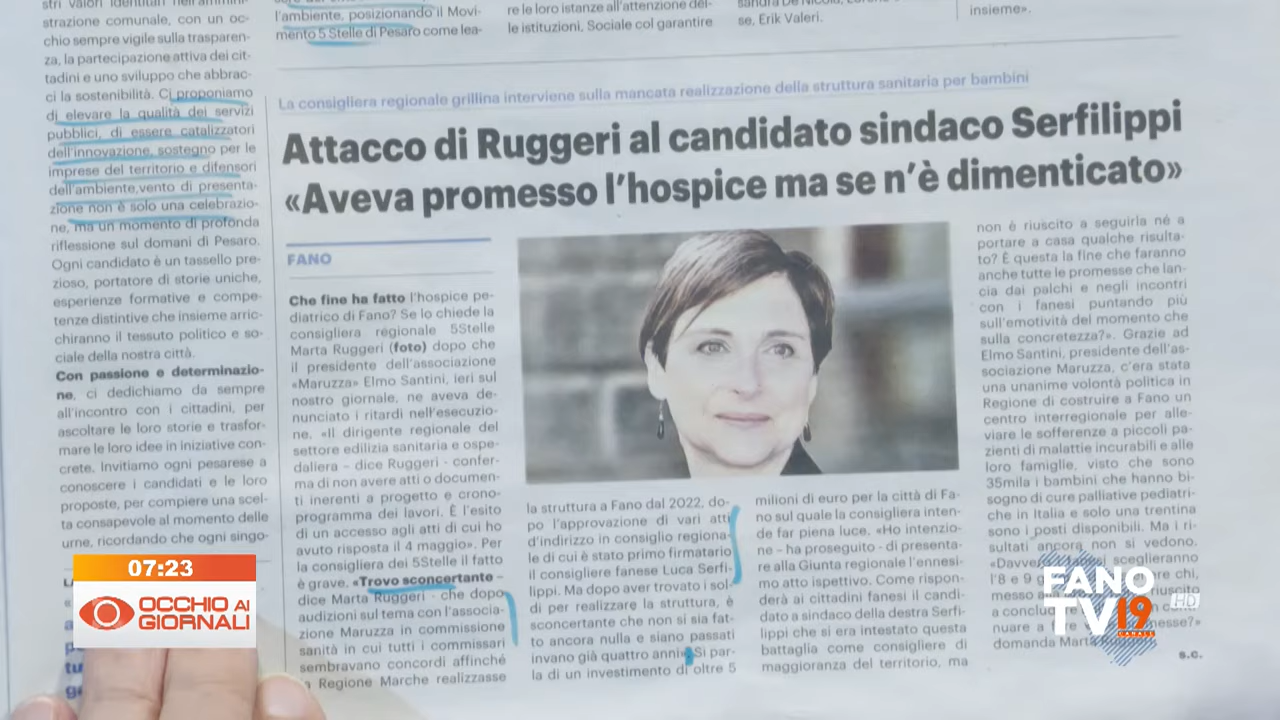 strazione comunale, con un oc-
chio sempre vigile sulla trasparen-
za, la partecipazione attiva dei cit-
tadini e uno sviluppo che abbrac-
ci la sostenibilità. Ci proponiamo
di elevare la qualità dei servizi
pubblici, di essere catalizzatori
dell'innovazione, sostegno per le
imprese del territorio e difensori
dell'ambiente,vento di presenta-
zione non è solo una celebrazio-
ne, ma un momento di profonda
riflessione sul domani di Pesaro.
Ogni candidato è un tassello pre-
zioso, portatore di storie uniche,
esperienze formative e compe-
tenze distintive che insieme arric-
chiranno il tessuto politico e so-
ciale della nostra città.
Con passione e determinazio-
ne, ci dedichiamo da sempre
all'incontro con i cittadini, per
ascoltare le loro storie e trasfor-
mare le loro idee in iniziative con-
crete. Invitiamo ogni pesarese a
conoscere i candidati e le loro
proposte, per compiere una scel-
ta consapevole al momento delle
urne, ricordando che ogni singo-
l'ambiente, posizionando il Movi-
mento 5 Stelle di Pesaro come lea-
re le loro istanze all'attenzione del-
le istituzioni. Sociale col garantire
se, Erik Valeri.
insieme».
La consigliera regionale grillina interviene sulla mancata realizzazione della struttura sanitaria per bambini
Attacco di Ruggeri al candidato sindaco Serfilippi
«Aveva promesso l'hospice ma se n'è dimenticato»
FANO
Che fine ha fatto l'hospice pe-
diatrico di Fano? Se lo chiede la
consigliera regionale 5Stelle
Marta Ruggeri (foto) dopo che
il presidente dell'associazione
«Maruzza» Elmo Santini, ieri sul
nostro giornale, ne aveva de-
nunciato i ritardi nell'esecuzio-
ne. «Il dirigente regionale del
settore edilizia sanitaria e ospe-
daliera – dice Ruggeri - confer-
ma di non avere atti o documen-
ti inerenti a progetto e crono-
programma dei lavori. È l'esito
di un accesso agli atti di cui ho
avuto risposta il 4 maggio». Per
la consigliera dei 5Stelle il fatto
è grave. «Trovo sconcertante –
dice Marta Ruggeri - che dopo
audizioni sul tema con l'associa-
zione Maruzza in commissione
sanità in cui tutti i commissari
sembravano concordi affinché
la Regione Marche realizzasse
la struttura a Fano dal 2022, do-
po l'approvazione di vari atti
d'indirizzo in consiglio regiona-
le di cui è stato primo firmatario
il consigliere fanese Luca Serfi-
lippi. Ma dopo aver trovato i sol-
di per realizzare la struttura, è
sconcertante che non si sia fat-
to ancora nulla e siano passati
invano già quattro anni». Si par-
la di un investimento di oltre 5
milioni di euro per la città di Fa-
no sul quale la consigliera inten-
de far piena luce. «Ho intenzio-
ne – ha proseguito - di presenta-
re alla Giunta regionale l'ennesi-
mo atto ispettivo. Come rispon-
derà ai cittadini fanesi il candi-
dato a sindaco della destra Serfi-
lippi che si era intestato questa
battaglia come consigliere di
maggioranza del territorio, ma
non è riuscito a seguirla né a
portare a casa qualche risulta-
to? È questa la fine che faranno
anche tutte le promesse che lan-
cia dai palchi e negli incontri
con i fanesi puntando più
sull'emotività del momento che
sulla concretezza?». Grazie ad
Elmo Santini, presidente dell'as-
sociazione Maruzza, c'era stata
una unanime volontà politica in
Regione di costruire a Fano un
centro interregionale per alle-
viare le sofferenze a piccoli pa-
zienti di malattie incurabili e alle
loro famiglie, visto che sono
35mila i bambini che hanno bi-
sogno di cure palliative pediatri-
che in Italia e solo una trentina
sono i posti disponibili. Ma i ri-
sultati ancora non si vedono.
sceglieranno
l'8 e 9
domanda Marta
s.c.
07:23
OCCHIO AI
GIORNALI
FANO
TV 19
HD
CANALE